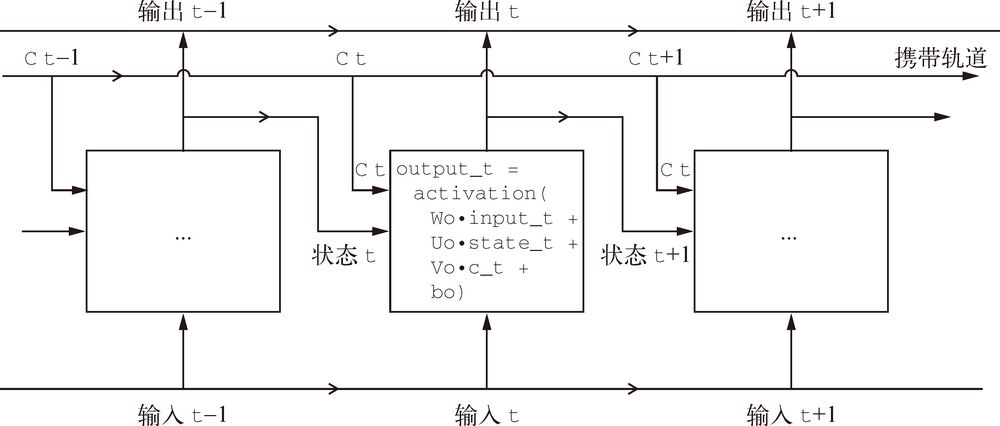 输出 t−1
输出 t
输出 t+1
C t−1
C t
C t+1
携带轨道
C t
C t
output_t =
activation(
Wo•input_t +
Uo•state_t +
Vo•c_t +
bo)
...
...
状态 t
状态 t+1
输入 t−1
输入 t
输入 t+1